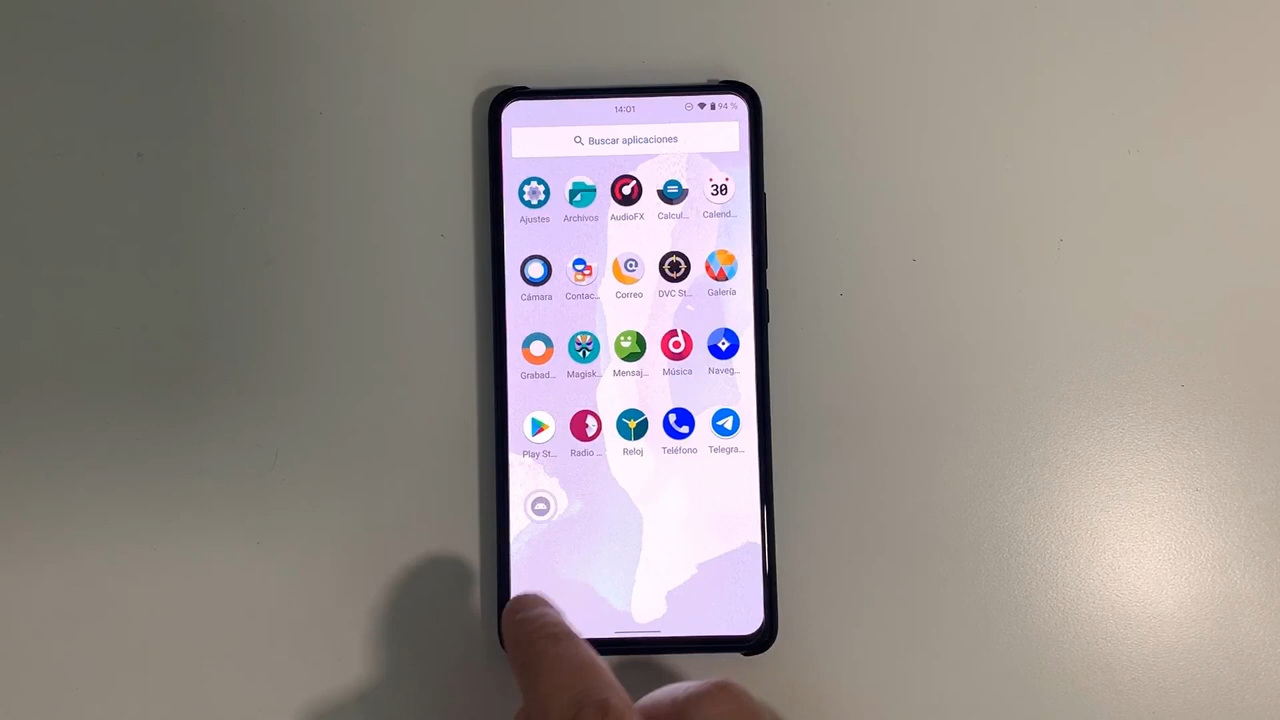 14:01 94 %
Buscar aplicaciones
Ajustes Archivos AudioFX Calcul... Calend...
30
Cámara Contac... Correo DVC St... Galería
Grabad... Magisk... Mensaj... Música Naveg...
Play St... Radio ... Reloj Teléfono Telegra...